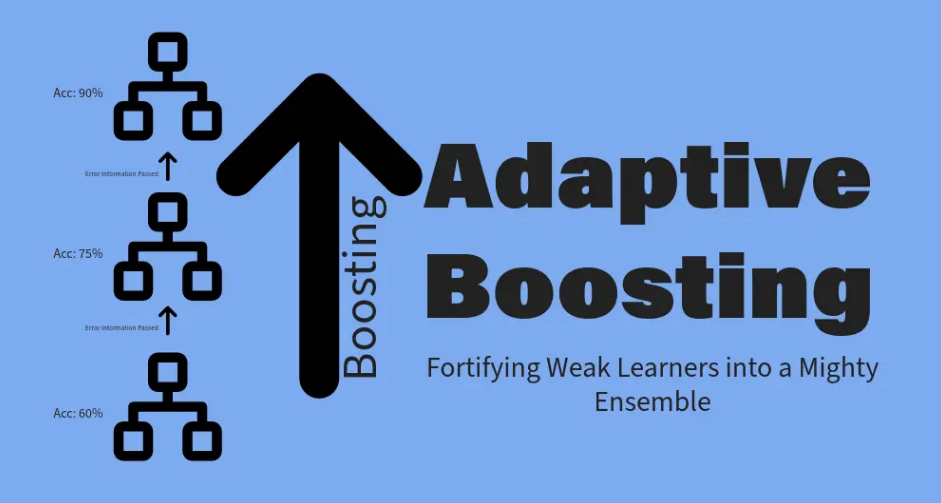 Acc: 90%
Error Information Passed
Acc: 75%
Error Information Passed
Acc: 60%
Boosting
Adaptive
Boosting
Fortifying Weak Learners into a Mighty
Ensemble